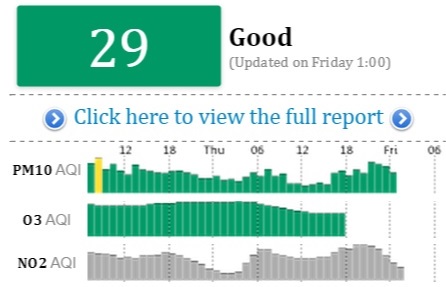 29
Good
(Updated on Friday 1:00)
Click here to view the full report
12 18 Thu 06 12 18 Fri 06
PM10 AQI
O3 AQI
NO2 AQI